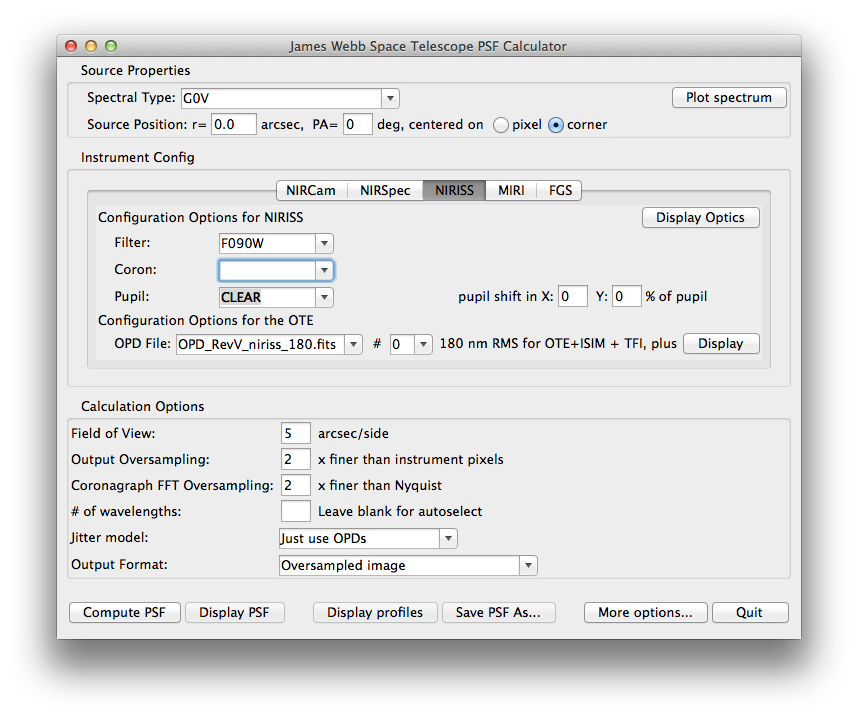 James Webb Space Telescope PSF Calculator
Source Properties
Spectral Type: G0V Plot spectrum
Source Position: r= 0.0 arcsec, PA= 0 deg, centered on pixel corner
Instrument Config
NIRCam NIRSpec NIRISS MIRI FGS
Configuration Options for NIRISS Display Optics
Filter: F090W
Coron:
Pupil: CLEAR pupil shift in X: 0 Y: 0 % of pupil
Configuration Options for the OTE
OPD File: OPD_RevV_niriss_180.fits # 0 180 nm RMS for OTE+ISIM + TFI, plus Display
Calculation Options
Field of View: 5 arcsec/side
Output Oversampling: 2 x finer than instrument pixels
Coronagraph FFT Oversampling: 2 x finer than Nyquist
# of wavelengths: Leave blank for autoselect
Jitter model: Just use OPDs
Output Format: Oversampled image
Compute PSF Display PSF Display profiles Save PSF As... More options... Quit